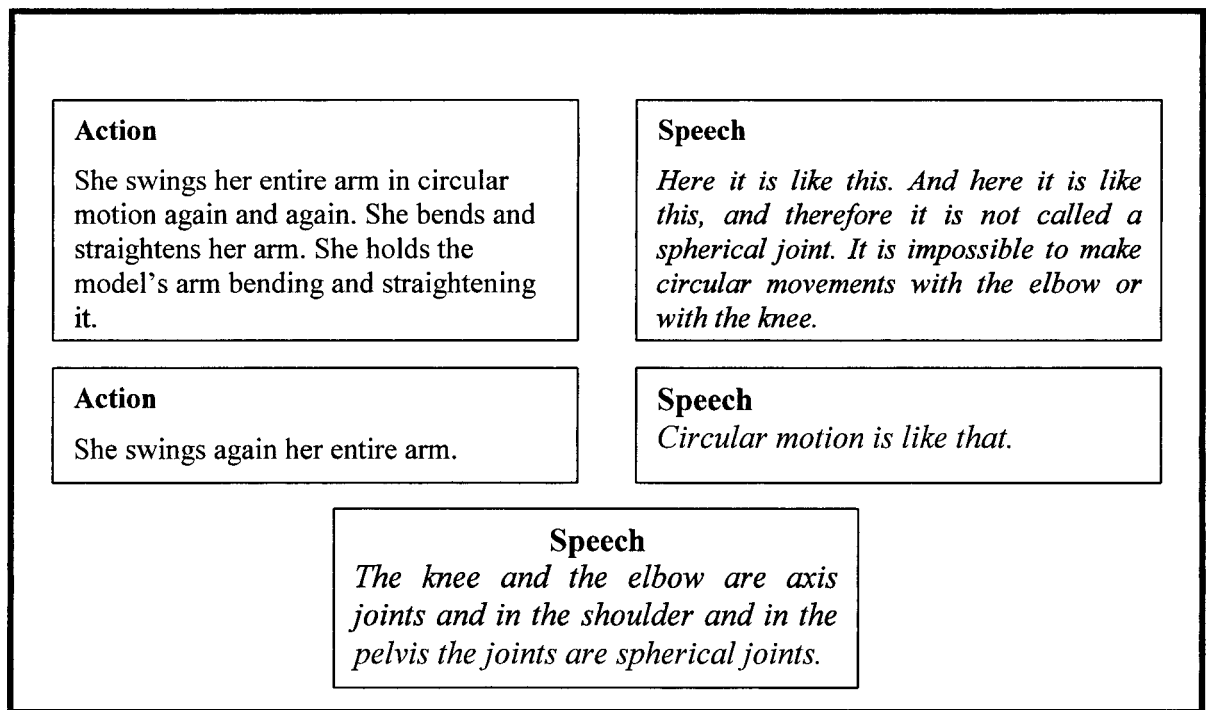 Action
She swings her entire arm in circular
motion again and again. She bends and
straightens her arm. She holds the
model's arm bending and straightening
it.
Speech
Here it is like this. And here it is like
this, and therefore it is not called a
spherical joint. It is impossible to make
circular movements with the elbow or
with the knee.
Action
She swings again her entire arm.
Speech
Circular motion is like that.
Speech
The knee and the elbow are axis
joints and in the shoulder and in the
pelvis the joints are spherical joints.